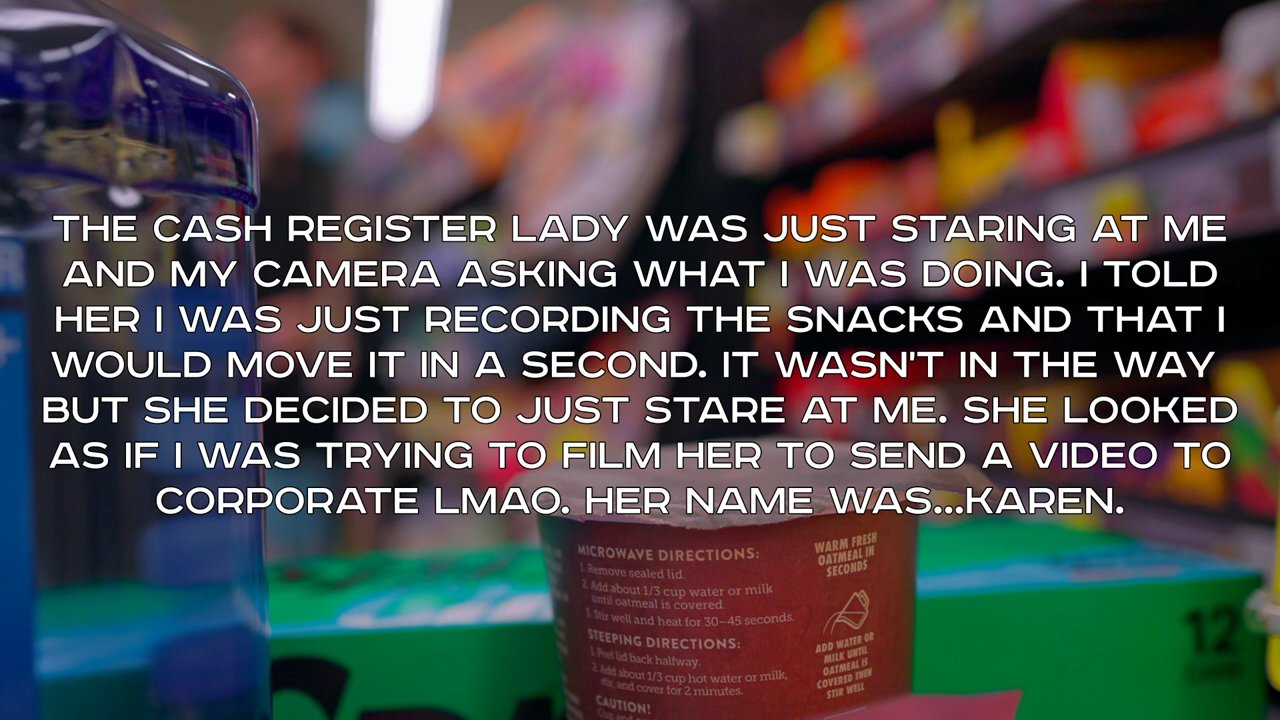 THE CASH REGISTER LADY WAS JUST STARING AT ME
AND MY CAMERA ASKING WHAT I WAS DOING. I TOLD
HER I WAS JUST RECORDING THE SNACKS AND THAT I
WOULD MOVE IT IN A SECOND. IT WASN'T IN THE WAY
BUT SHE DECIDED TO JUST STARE AT ME. SHE LOOKED
AS IF I WAS TRYING TO FILM HER TO SEND A VIDEO TO
CORPORATE LMAO. HER NAME WAS...KAREN.
MICROWAVE DIRECTIONS:
1. Remove sealed lid.
2. Add about 1/3 cup water or milk
until oatmeal is covered.
3. Stir well and heat for 30–45 seconds.
STEEPING DIRECTIONS:
1. Peel lid back halfway.
2. Add about 1/3 cup hot water or milk,
stir, and cover for 2 minutes.
CAUTION!
WARM FRESH
OATMEAL IN
SECONDS
ADD WATER OR
MILK UNTIL
OATMEAL IS
COVERED THEN
STIR WELL
12